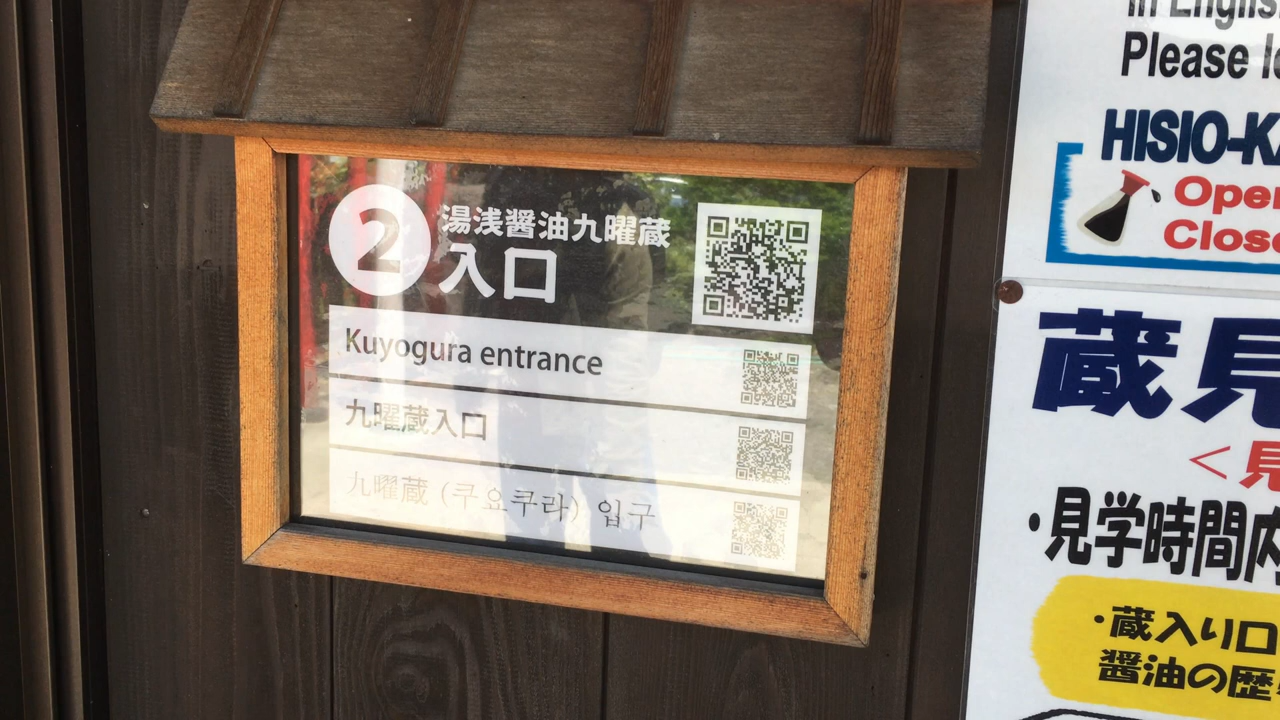 2
湯浅醤油九曜蔵
入口
Kuyogura entrance
九曜蔵入口
九曜蔵 (쿠요쿠라) 입구
in
Please
HISIO-
Open
蔵見
<見
・見学時間内
・蔵入り口
醤油の歴